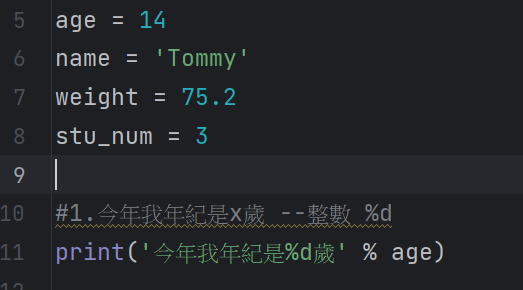 5 age = 14
6 name = 'Tommy'
7 weight = 75.2
8 stu_num = 3
9
10 #1.今年我年紀是x歲 --整數 %d
11 print('今年我年紀是%d歲' % age)